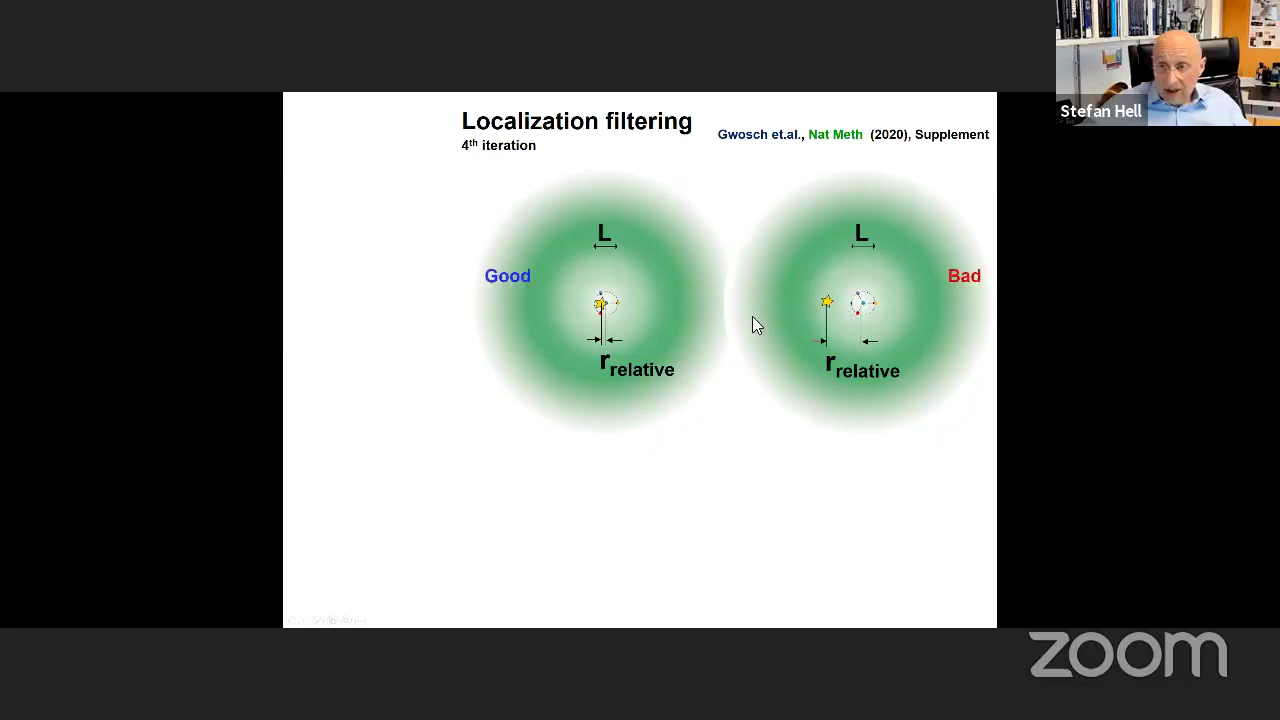 Stefan Hell
Localization filtering
4th iteration
Gwosch et.al., Nat Meth (2020), Supplement
L
L
Good
Bad
rrelative
rrelative
zoom